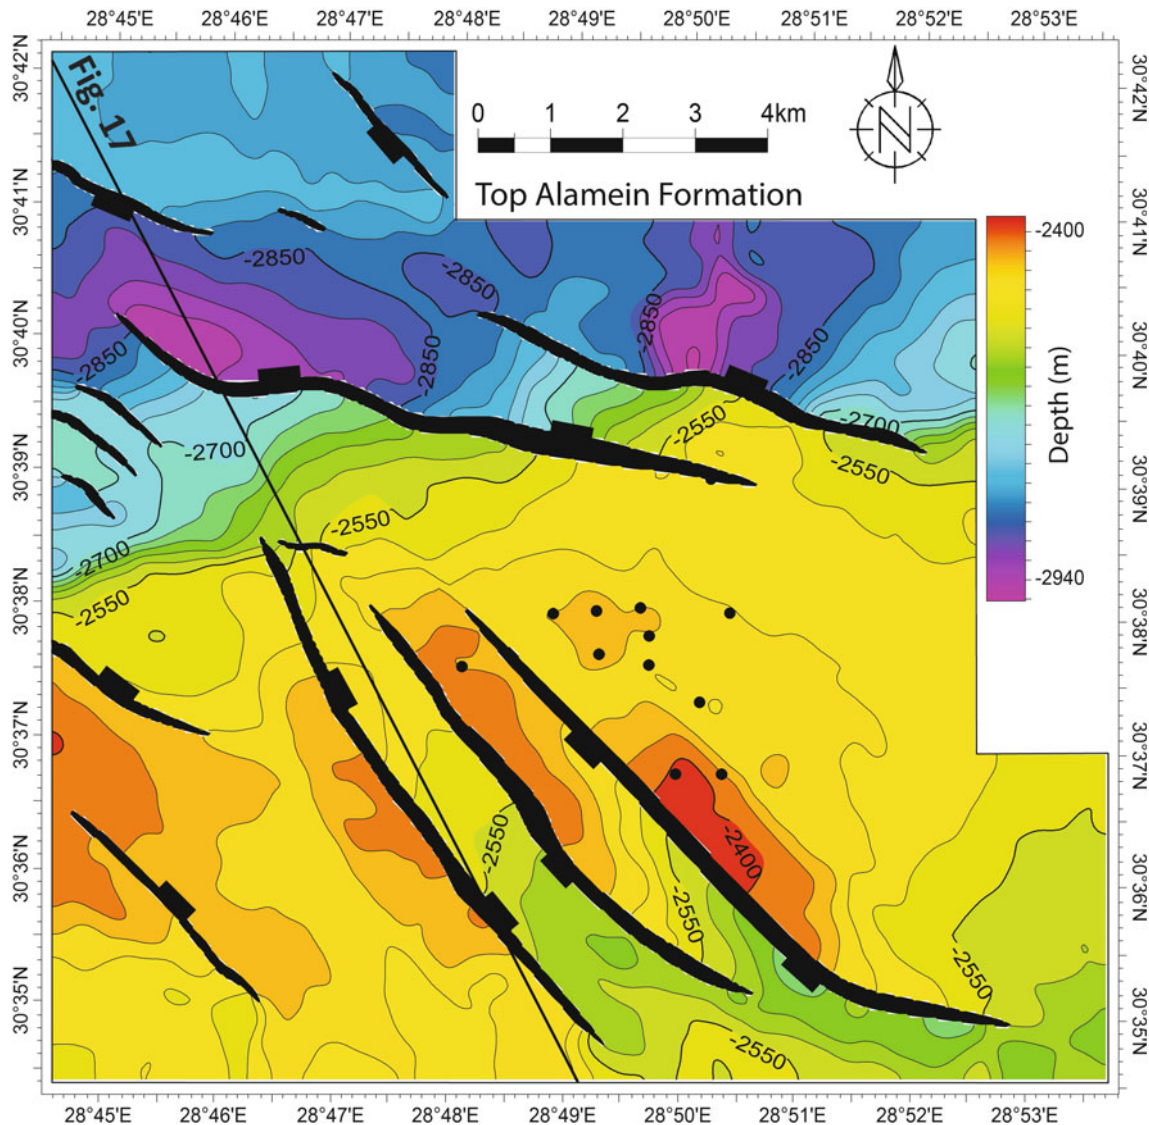 28°45'E 28°46'E 28°47'E 28°48'E 28°49'E 28°50'E 28°51'E 28°52'E 28°53'E
30°42'N
30°41'N
30°40'N
30°39'N
30°38'N
30°37'N
30°36'N
30°35'N
Fig. 17
0 1 2 3 4km
N
Top Alamein Formation
-2400
Depth (m)
-2940
-2850
-2850
-2850
-2850
-2850
-2850
-2700
-2700
-2700
-2550
-2550
-2550
-2550
-2550
-2400
-2550
-2550
-2550
30°42'N
30°41'N
30°40'N
30°39'N
30°38'N
30°37'N
30°36'N
30°35'N
28°45'E 28°46'E 28°47'E 28°48'E 28°49'E 28°50'E 28°51'E 28°52'E 28°53'E